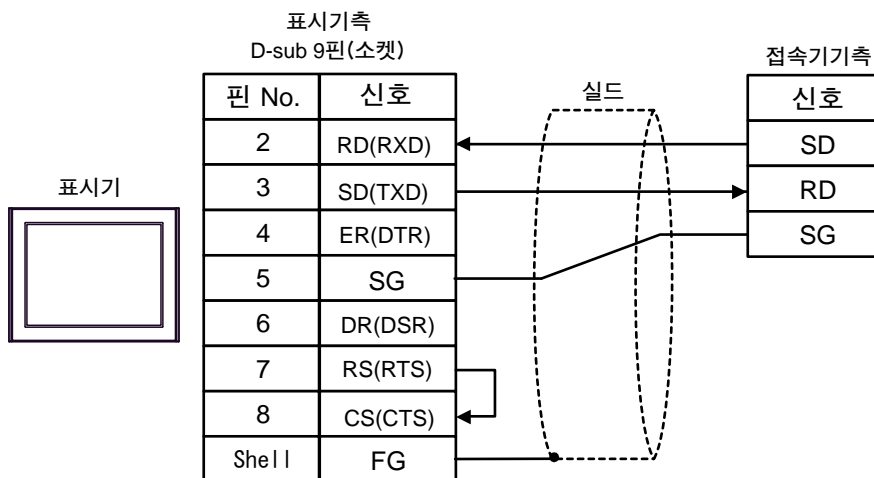 표시기측
D-sub 9핀(소켓)
접속기기측
핀 No. 신호
실드
신호
2 RD(RXD)
SD
표시기
3 SD(TXD)
RD
4 ER(DTR)
SG
5 SG
6 DR(DSR)
7 RS(RTS)
8 CS(CTS)
Shell FG